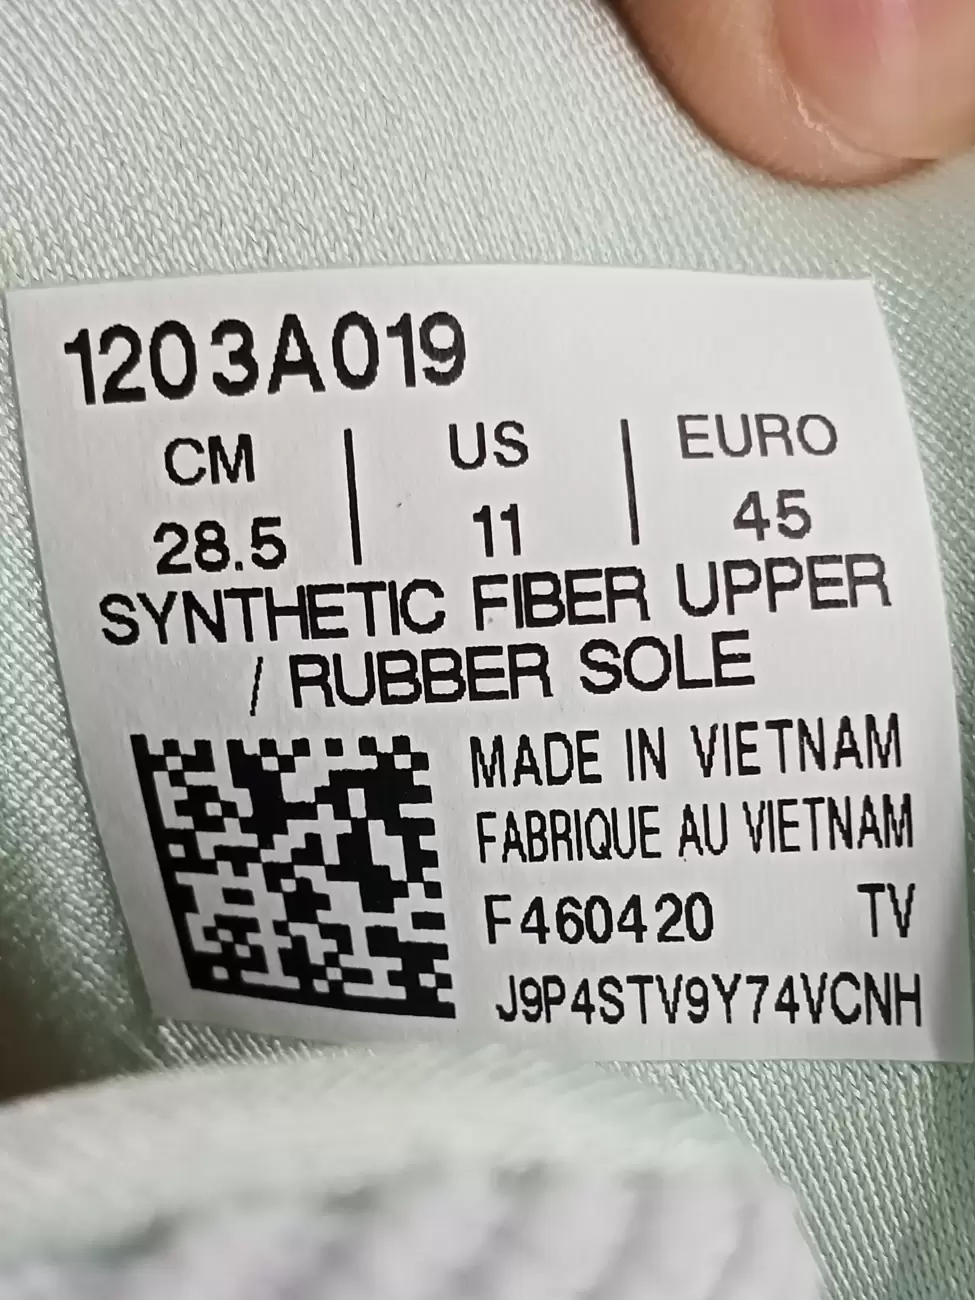 1203A019
CM | US | EURO
28.5 | 11 | 45
SYNTHETIC FIBER UPPER
/ RUBBER SOLE
MADE IN VIETNAM
FABRIQUE AU VIETNAM
F460420 TV
J9P4STV9Y74VCNH